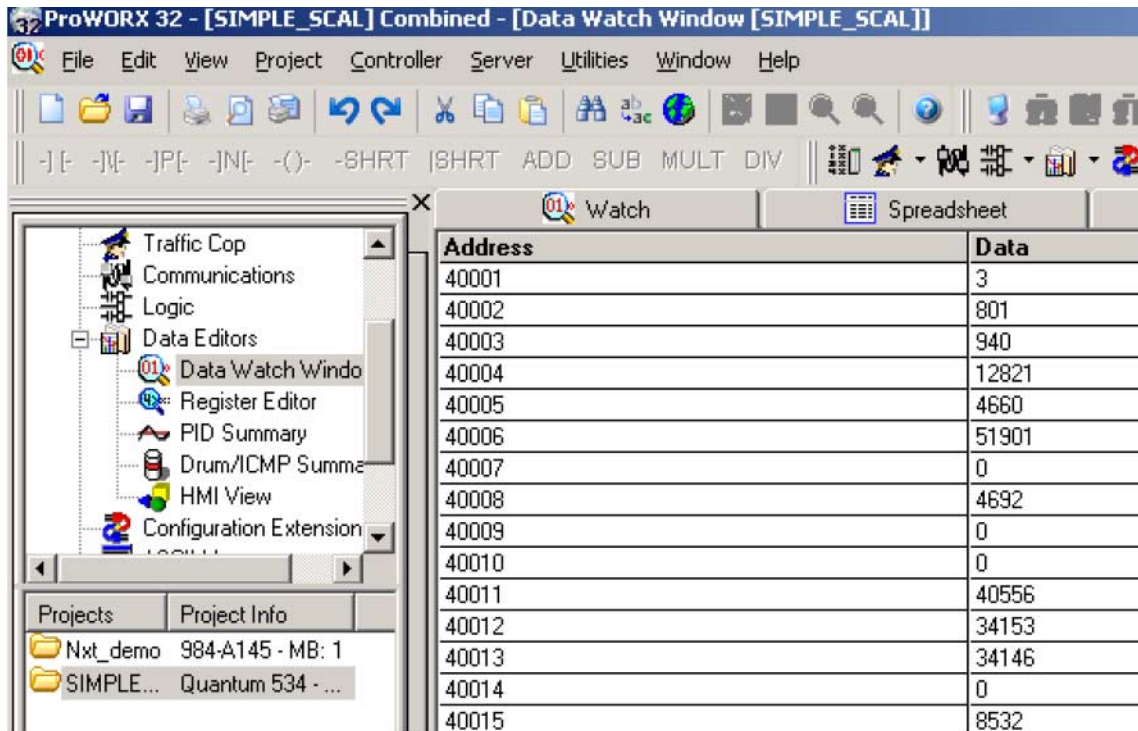 ProWORX 32 - [SIMPLE_SCAL] Combined - [Data Watch Window [SIMPLE_SCAL]]
File Edit View Project Controller Server Utilities Window Help
-] [- -]\[- -]P[- -]N[- -()- -SHRT |SHRT ADD SUB MULT DIV
Watch Spreadsheet
Traffic Cop
Communications
Logic
Data Editors
Data Watch Windo
Register Editor
PID Summary
Drum/ICMP Summa
HMI View
Configuration Extension
Projects Project Info
Nxt_demo 984-A145 - MB: 1
SIMPLE... Quantum 534 - ...
Address Data
40001 3
40002 801
40003 940
40004 12821
40005 4660
40006 51901
40007 0
40008 4692
40009 0
40010 0
40011 40556
40012 34153
40013 34146
40014 0
40015 8532